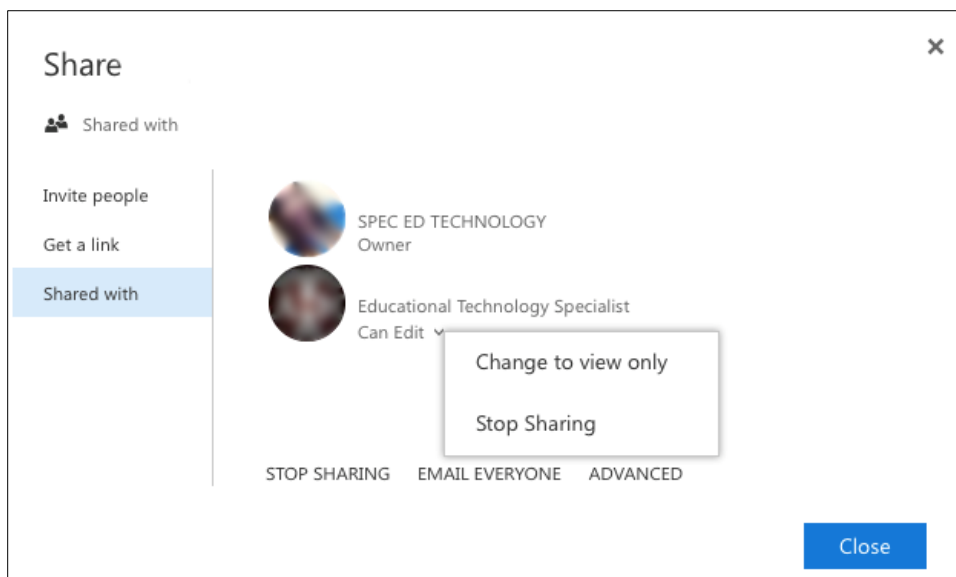 Share
Shared with
Invite people
Get a link
Shared with
SPEC ED TECHNOLOGY
Owner
Educational Technology Specialist
Can Edit
Change to view only
Stop Sharing
STOP SHARING EMAIL EVERYONE ADVANCED
Close